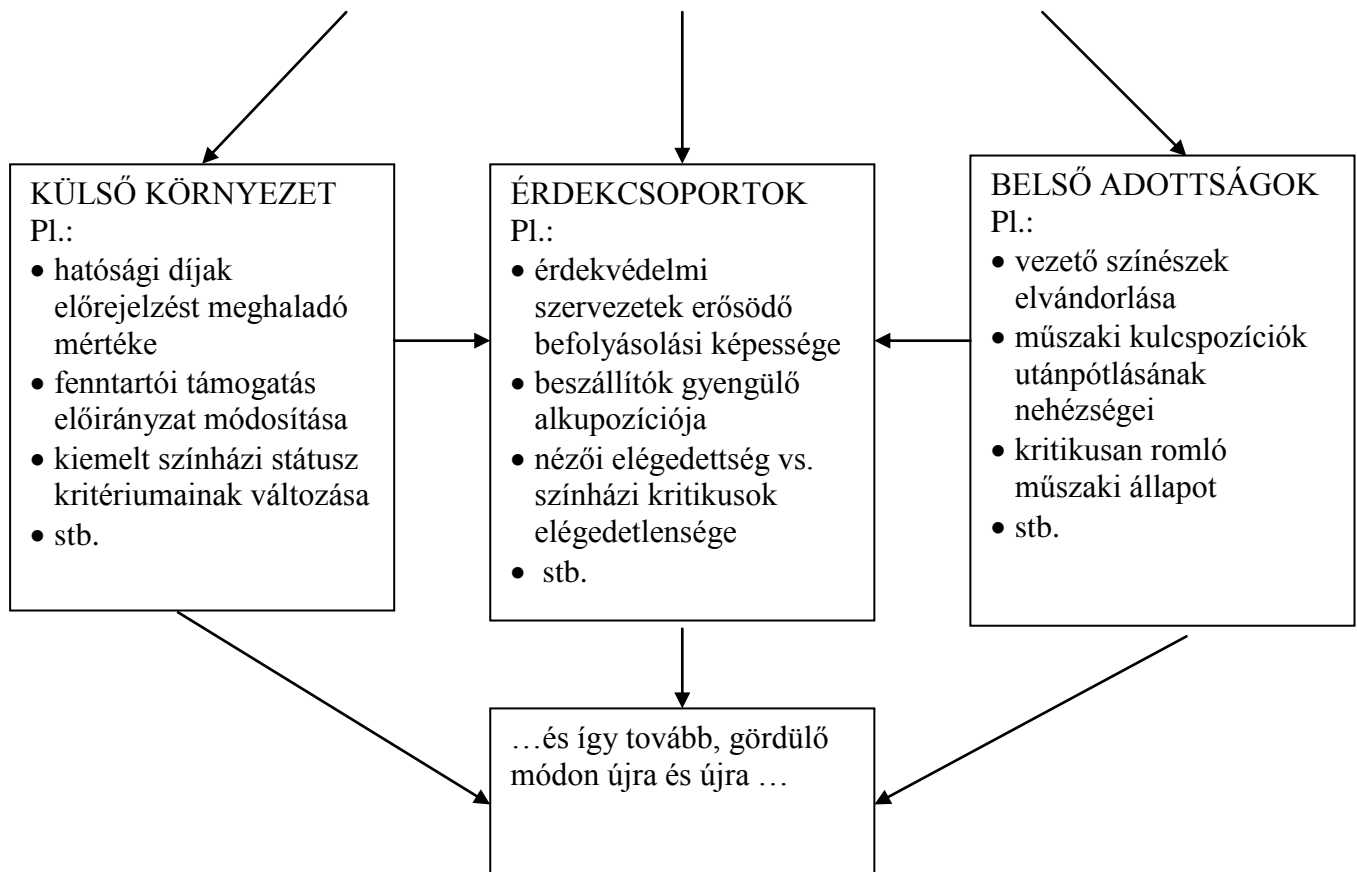 KÜLSŐ KÖRNYEZET
Pl.:
• hatósági díjak
előrejelzést meghaladó
mértéke
• fenntartói támogatás
előirányzat módosítása
• kiemelt színházi státusz
kritériumainak változása
• stb.
ÉRDEKCSOPORTOK
Pl.:
• érdekvédelmi
szervezetek erősödő
befolyásolási képessége
• beszállítók gyengülő
alkupozíciója
• nézői elégedettség vs.
színházi kritikusok
elégedetlensége
• stb.
BELSŐ ADOTTSÁGOK
Pl.:
• vezető színészek
elvándorlása
• műszaki kulcspozíciók
utánpótlásának
nehézségei
• kritikusan romló
műszaki állapot
• stb.
…és így tovább, gördülő
módon újra és újra …